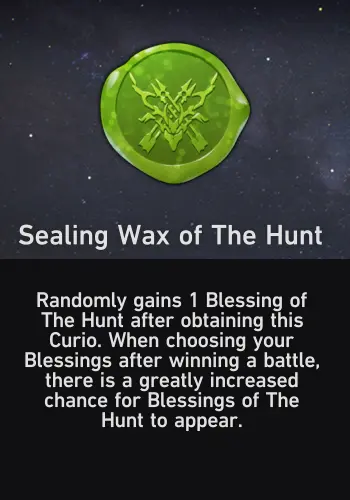 Sealing Wax of The Hunt
Randomly gains 1 Blessing of
The Hunt after obtaining this
Curio. When choosing your
Blessings after winning a battle,
there is a greatly increased
chance for Blessings of The
Hunt to appear.